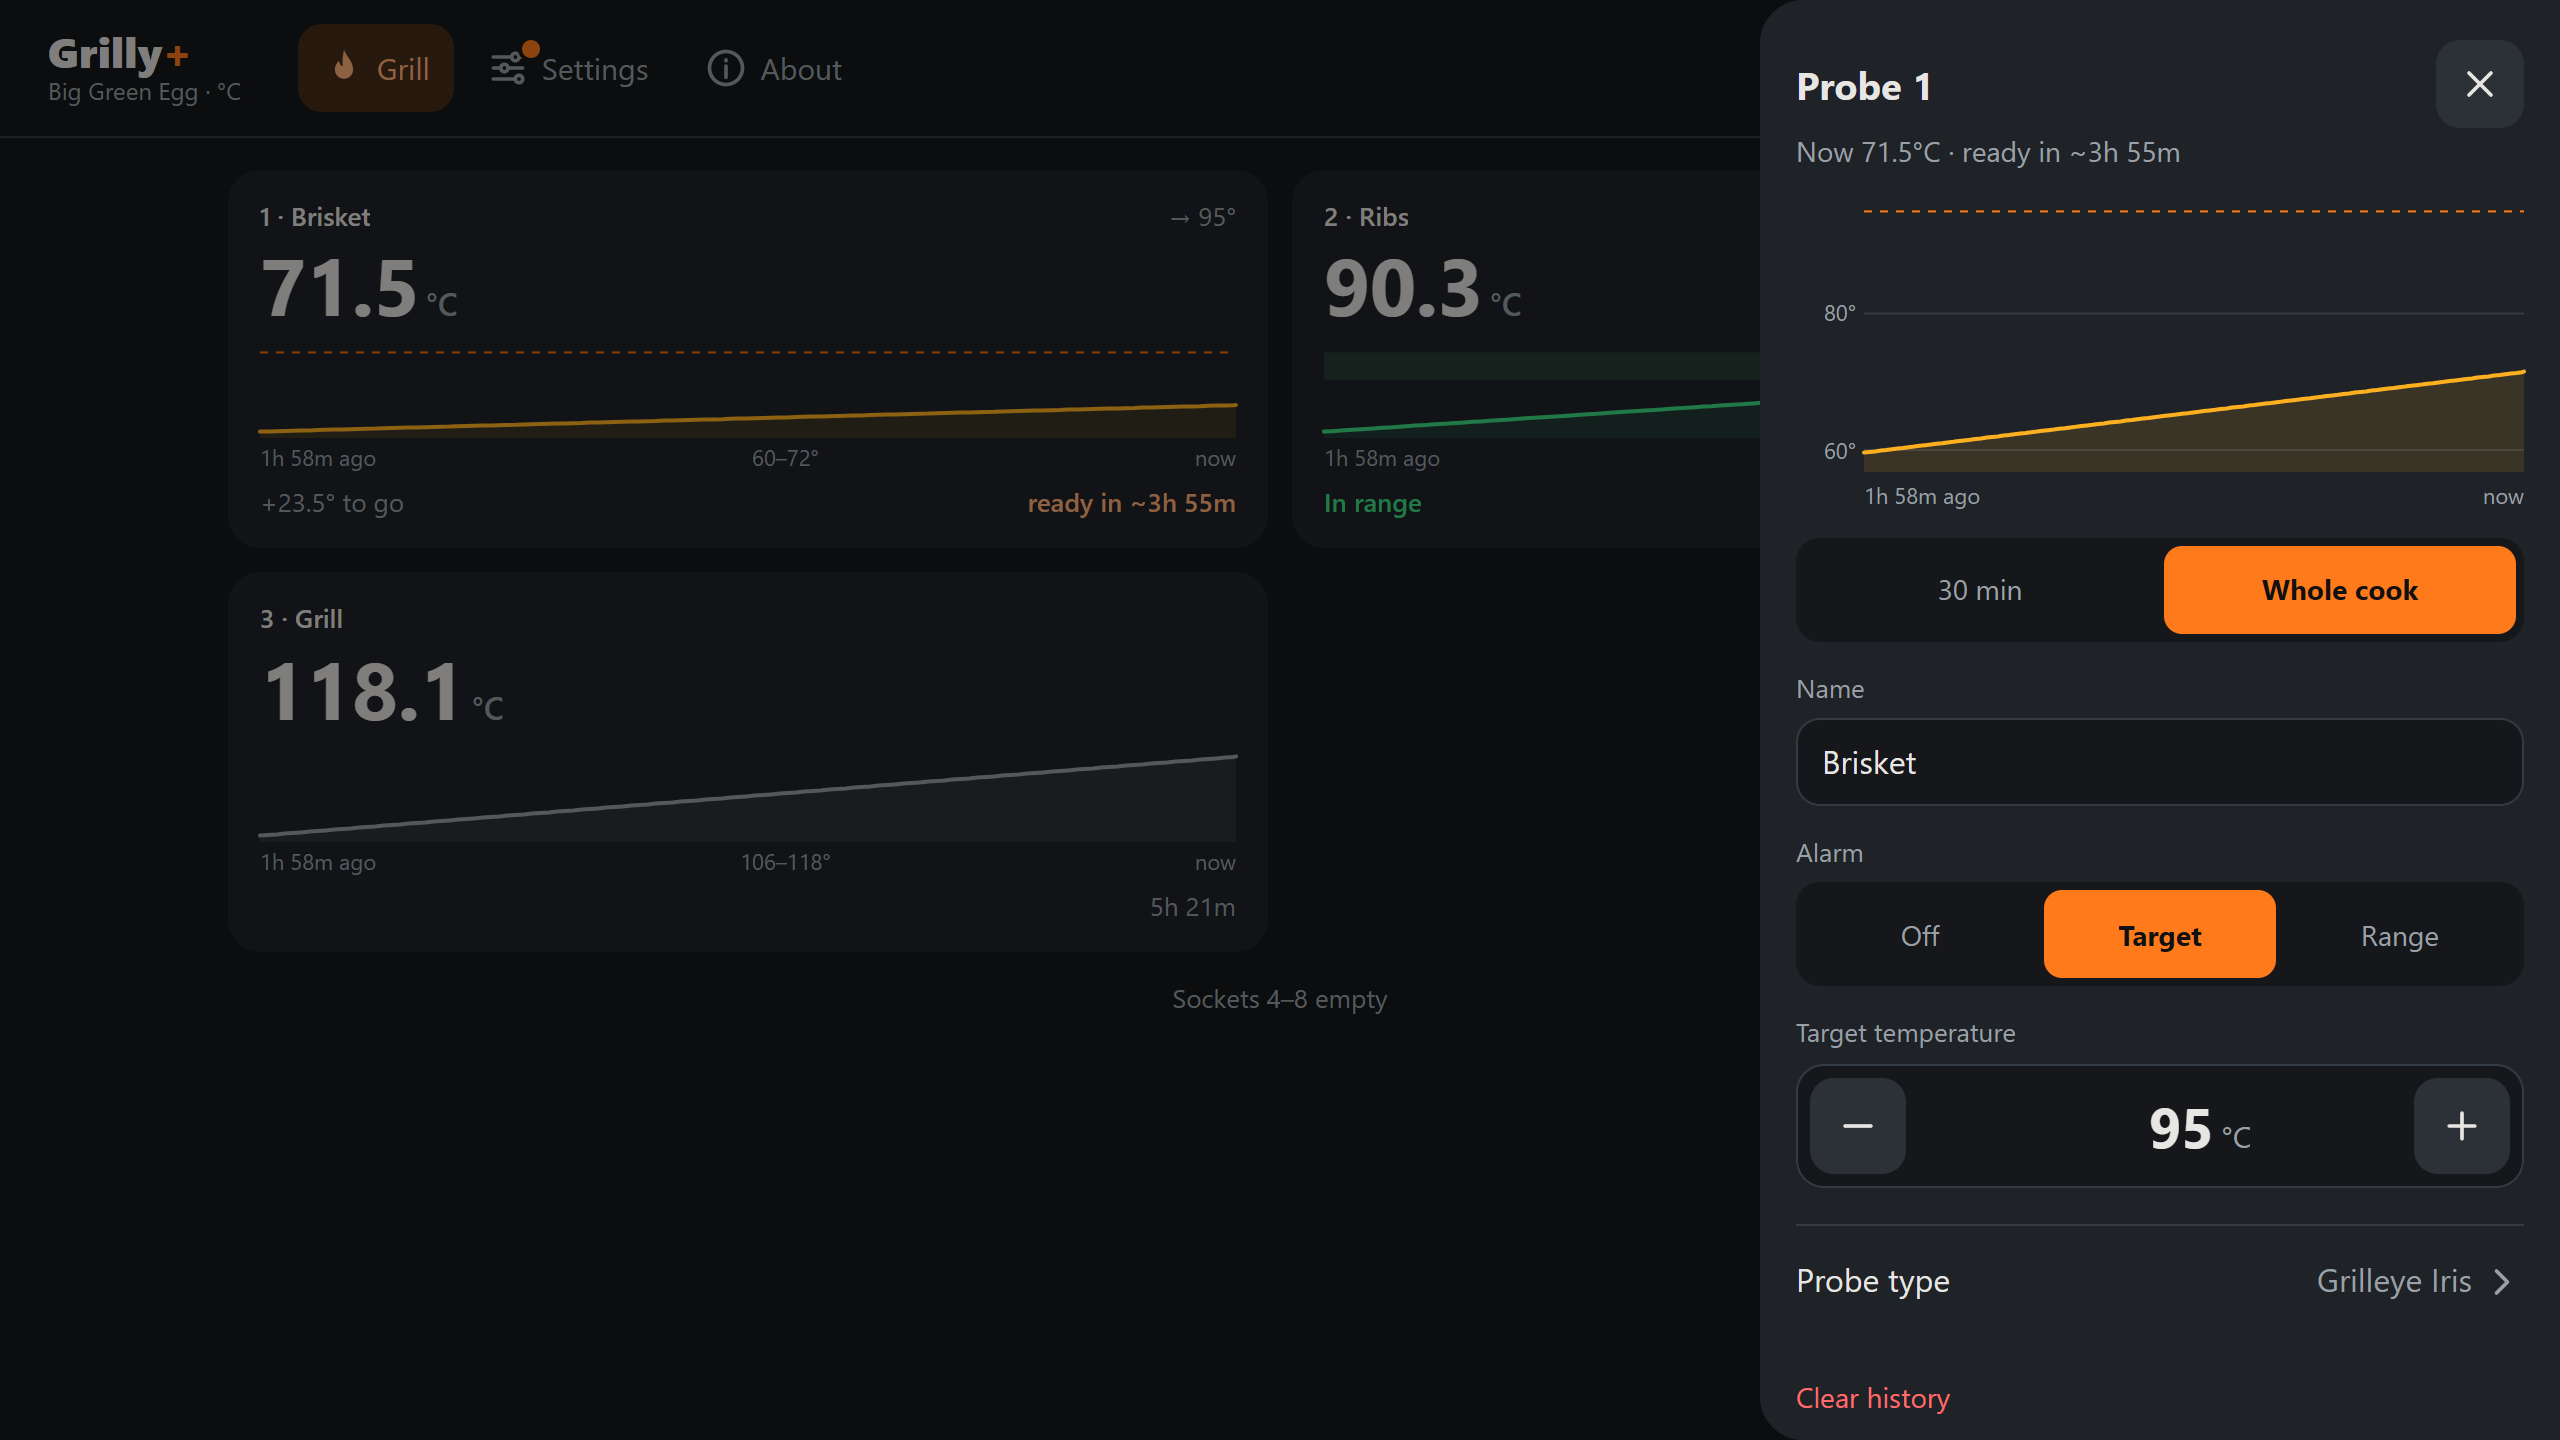 Grilly+
Big Green Egg · °C
Grill
Settings
About
1 · Brisket
→ 95°
71.5 °C
1h 58m ago
60–72°
now
+23.5° to go
ready in ~3h 55m
2 · Ribs
90.3 °C
1h 58m ago
In range
3 · Grill
118.1 °C
1h 58m ago
106–118°
now
5h 21m
Sockets 4–8 empty
Probe 1
Now 71.5°C · ready in ~3h 55m
80°
60°
1h 58m ago
now
30 min
Whole cook
Name
Brisket
Alarm
Off
Target
Range
Target temperature
95 °C
Probe type
Grilleye Iris
Clear history